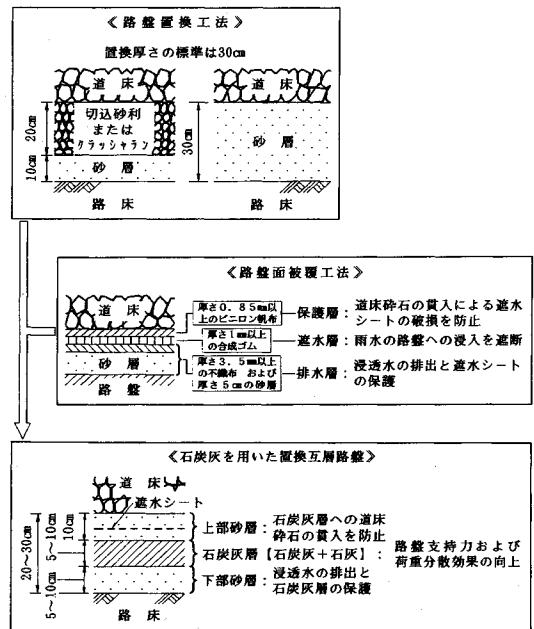 《路盤置換工法》
置換厚さの標準は30㎝
道床
道床
20㎝
切込砂利
または
クラッシャラン
10㎝
砂層
30㎝
砂層
路床
路床
《路盤面被覆工法》
道床
砂層
路盤
厚さ0.85㎜以
上のビニロン帆布
保護層：道床砕石の貫入による遮水
シートの破損を防止
厚さ1㎜以上
の合成ゴム
遮水層：雨水の路盤への浸入を遮断
厚さ3.5㎜以上
の不織布 および
厚さ5㎝の砂層
排水層：浸透水の排出と遮水シート
の保護
《石炭灰を用いた置換互層路盤》
道床
遮水シート
20〜30㎝
5〜10㎝
10㎝
5〜10㎝
上部砂層：石炭灰層への道床
砕石の貫入を防止
石炭灰層【石炭灰＋石灰】：路盤支持力および
荷重分散効果の向上
下部砂層：浸透水の排出と
石炭灰層の保護
路床